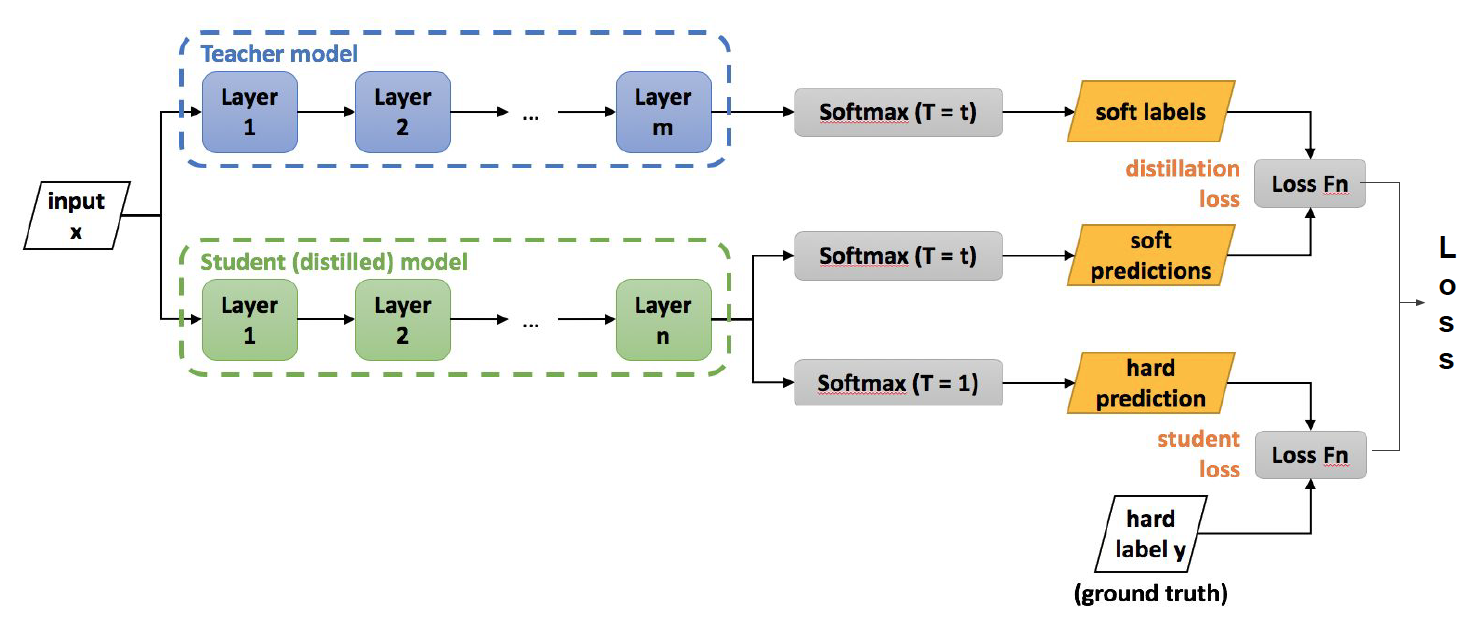 Teacher model
Layer
1
Layer
2
...
Layer
m
Softmax (T = t)
soft labels
distillation
loss
Loss Fn
input
x
Student (distilled) model
Layer
1
Layer
2
...
Layer
n
Softmax (T = t)
soft
predictions
Softmax (T = 1)
hard
prediction
student
loss
Loss Fn
hard
label y
(ground truth)
L
o
s
s